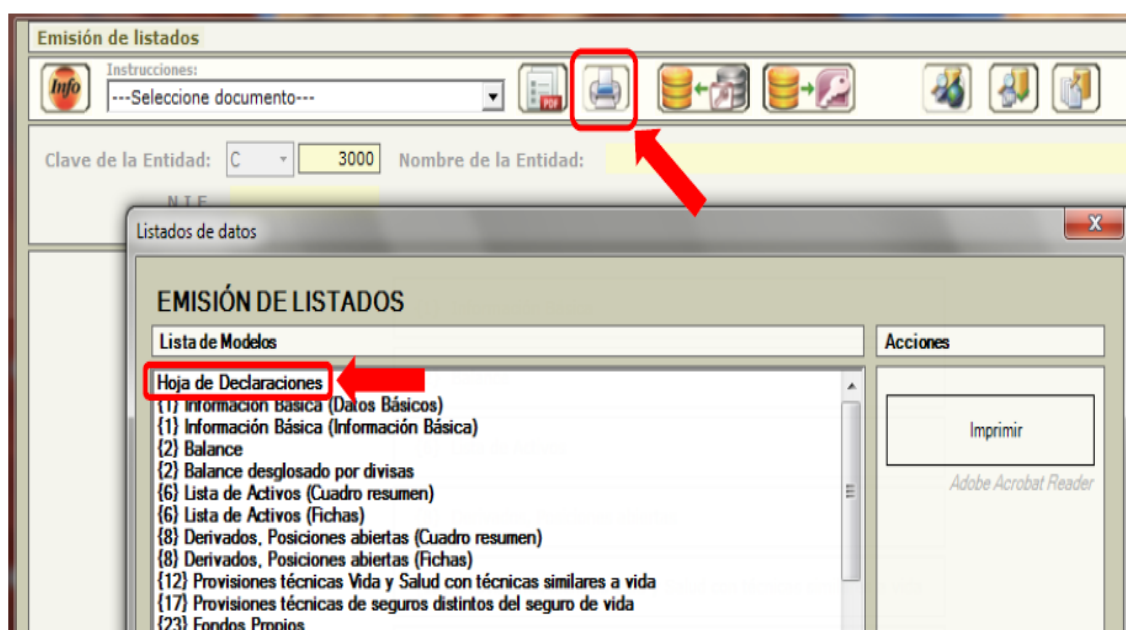 Emisión de listados
Info
Instrucciones:
---Seleccione documento---
PDF
Clave de la Entidad: C 3000 Nombre de la Entidad:
N.I.F.
Listados de datos
X
EMISIÓN DE LISTADOS
Lista de Modelos
Acciones
Hoja de Declaraciones
{1} Información Básica (Datos Básicos)
{1} Información Básica (Información Básica)
{2} Balance
{2} Balance desglosado por divisas
{6} Lista de Activos (Cuadro resumen)
{6} Lista de Activos (Fichas)
{8} Derivados, Posiciones abiertas (Cuadro resumen)
{8} Derivados, Posiciones abiertas (Fichas)
{12} Provisiones técnicas Vida y Salud con técnicas similares a vida
{17} Provisiones técnicas de seguros distintos del seguro de vida
{23} Fondos Propios
Imprimir
Adobe Acrobat Reader